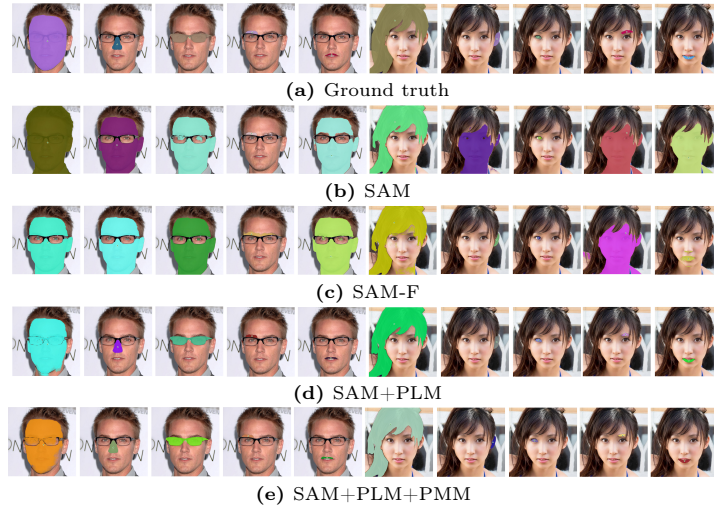 (a) Ground truth
(b) SAM
(c) SAM-F
(d) SAM+PLM
(e) SAM+PLM+PMM